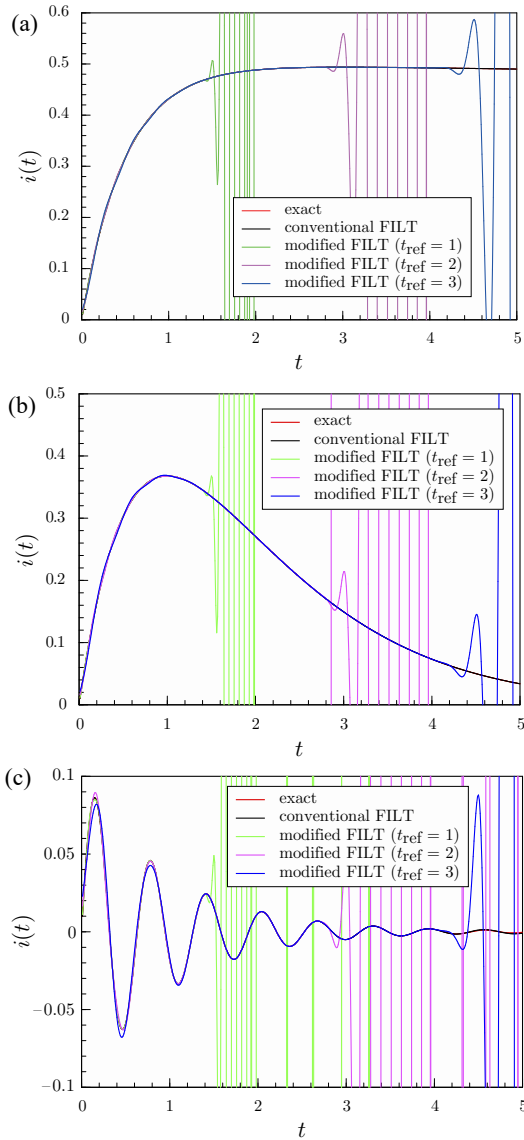 (a)
0.6
0.5
0.4
0.3
0.2
0.1
0
i(t)
exact
conventional FILT
modified FILT (tref = 1)
modified FILT (tref = 2)
modified FILT (tref = 3)
0 1 2 3 4 5
t
(b)
0.5
0.4
0.3
0.2
0.1
0
i(t)
exact
conventional FILT
modified FILT (tref = 1)
modified FILT (tref = 2)
modified FILT (tref = 3)
0 1 2 3 4 5
t
(c)
0.1
0.05
0
−0.05
−0.1
i(t)
exact
conventional FILT
modified FILT (tref = 1)
modified FILT (tref = 2)
modified FILT (tref = 3)
0 1 2 3 4 5
t